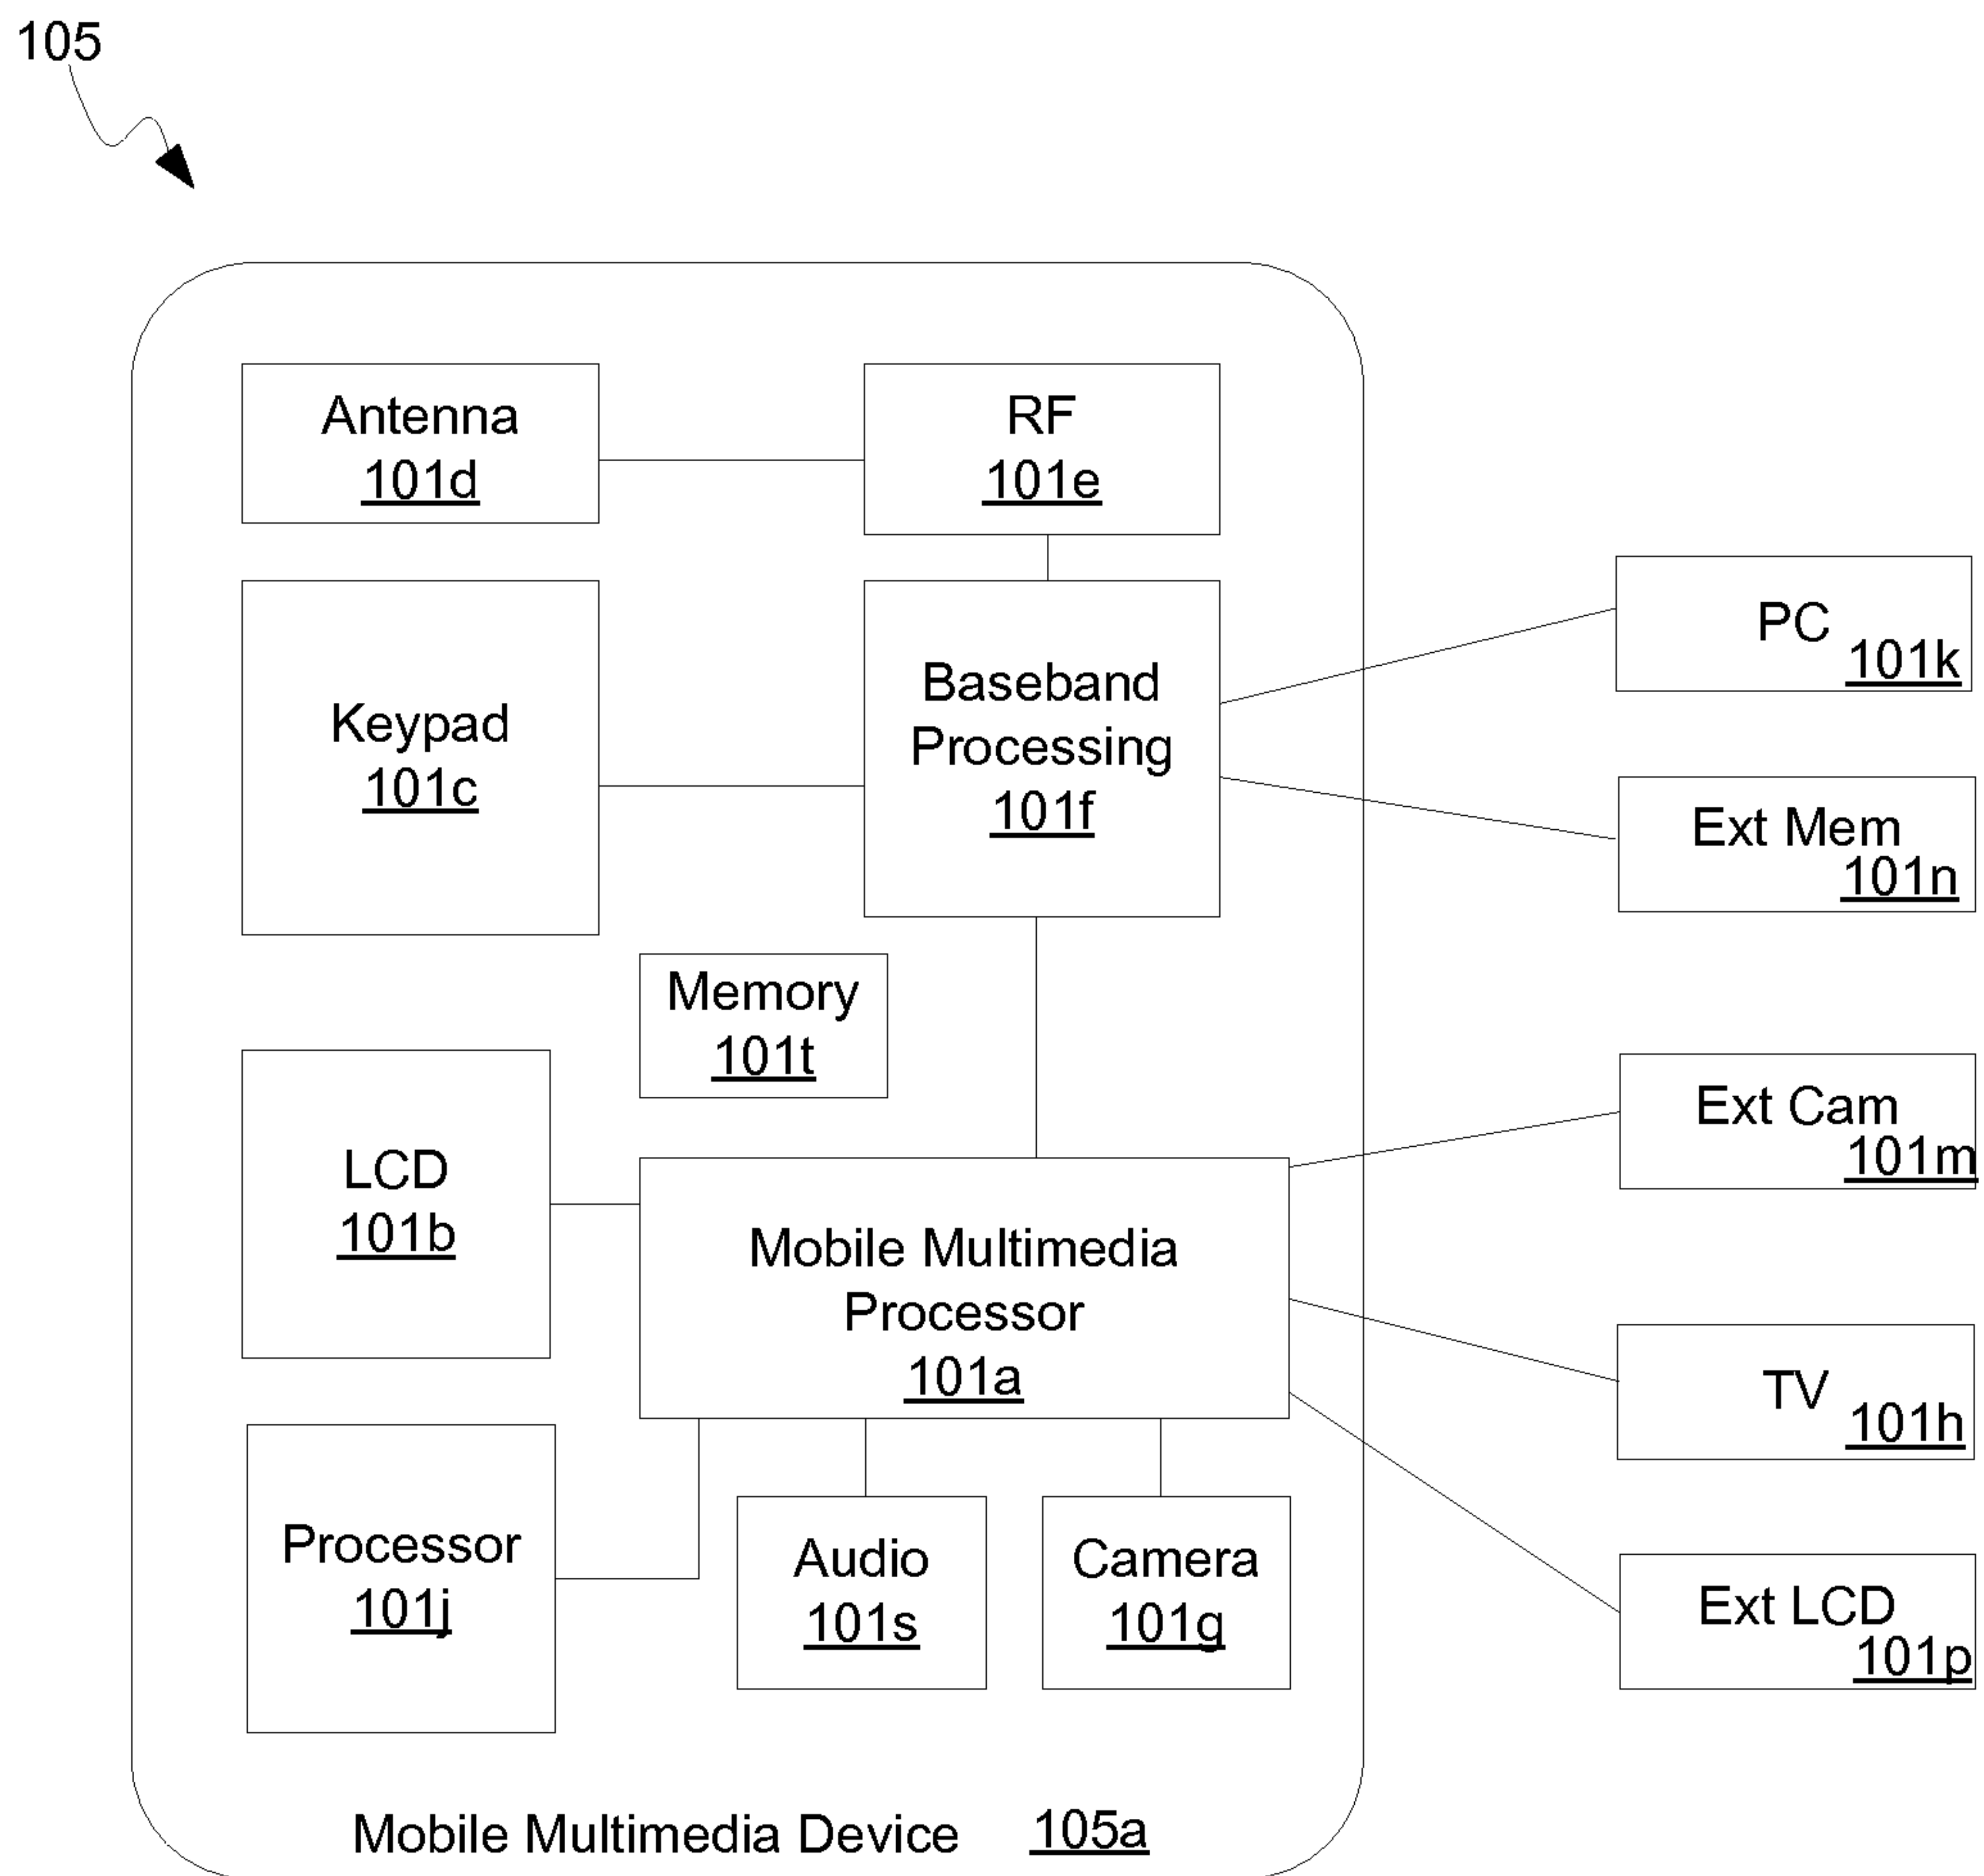 105
Antenna
101d
RF
101e
Keypad
101c
Baseband
Processing
101f
PC
101k
Ext Mem
101n
Memory
101t
LCD
101b
Mobile Multimedia
Processor
101a
Ext Cam
101m
TV
101h
Processor
101j
Audio
101s
Camera
101g
Ext LCD
101p
Mobile Multimedia Device 105a